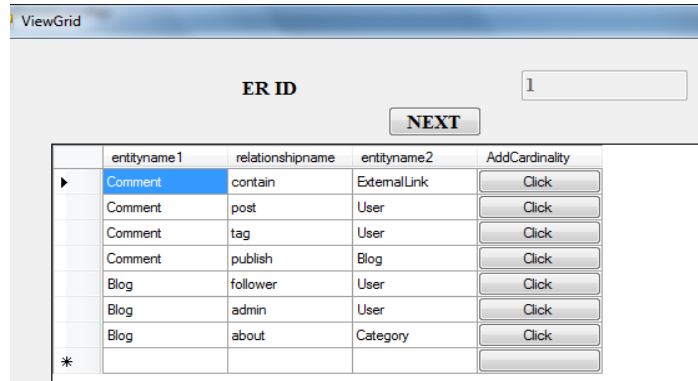 ViewGrid
ER ID 1
NEXT
entityname1 relationshipname entityname2 AddCardinality
Comment contain ExternalLink Click
Comment post User Click
Comment tag User Click
Comment publish Blog Click
Blog follower User Click
Blog admin User Click
Blog about Category Click